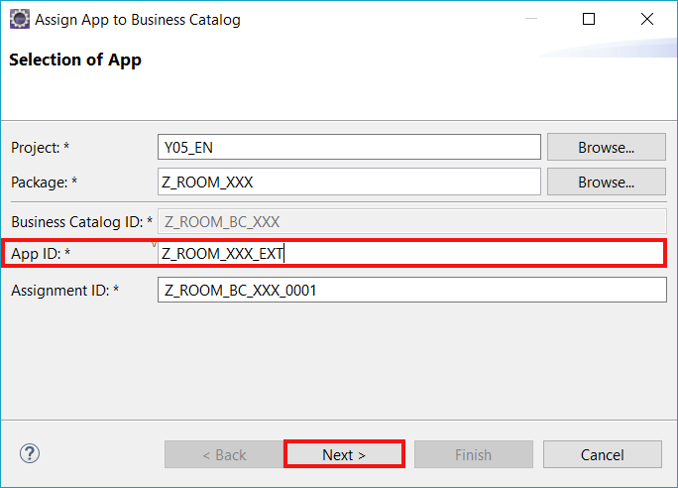 Assign App to Business Catalog
Selection of App
Project: * Y05_EN Browse...
Package: * Z_ROOM_XXX Browse...
Business Catalog ID: * Z_ROOM_BC_XXX
App ID: * Z_ROOM_XXX_EXT
Assignment ID: * Z_ROOM_BC_XXX_0001
? < Back Next > Finish Cancel